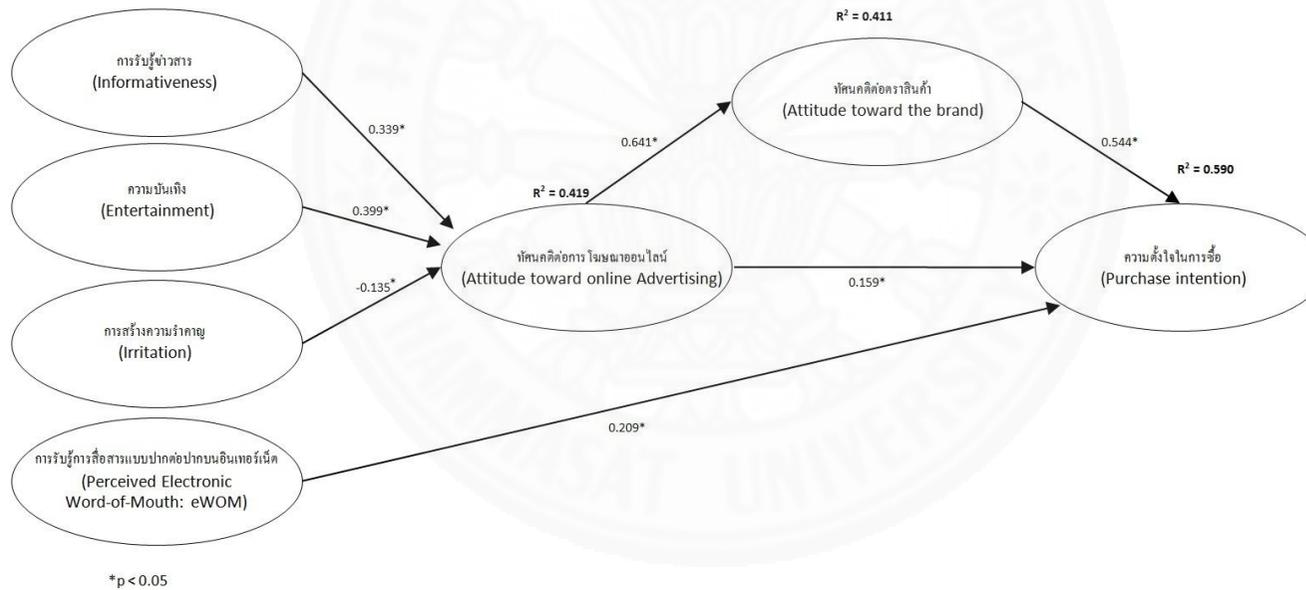 R² = 0.411
การรับรู้ข่าวสาร
(Informativeness)
ทัศนคติต่อตราสินค้า
(Attitude toward the brand)
0.339*
0.641*
0.544*
ความบันเทิง
(Entertainment)
R² = 0.419
R² = 0.590
0.399*
ทัศนคติต่อการโฆษณาออนไลน์
(Attitude toward online Advertising)
ความตั้งใจในการซื้อ
(Purchase intention)
-0.135*
0.159*
การสร้างความรำคาญ
(Irritation)
0.209*
การรับรู้การสื่อสารแบบปากต่อปากบนอินเทอร์เน็ต
(Perceived Electronic
Word-of-Mouth: eWOM)
*p < 0.05
THAMMASAT UNIVERSITY